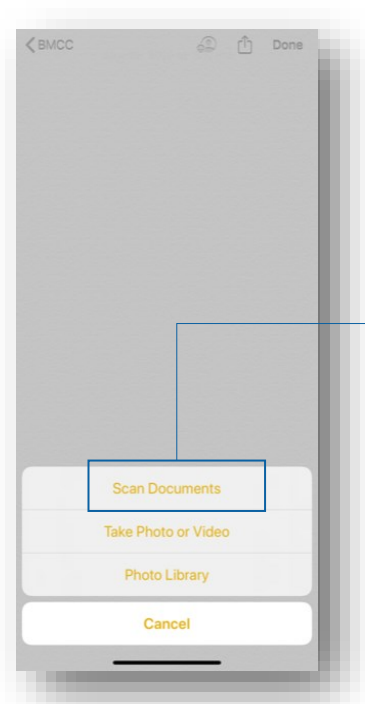 BMCC
Done
Scan Documents
Take Photo or Video
Photo Library
Cancel